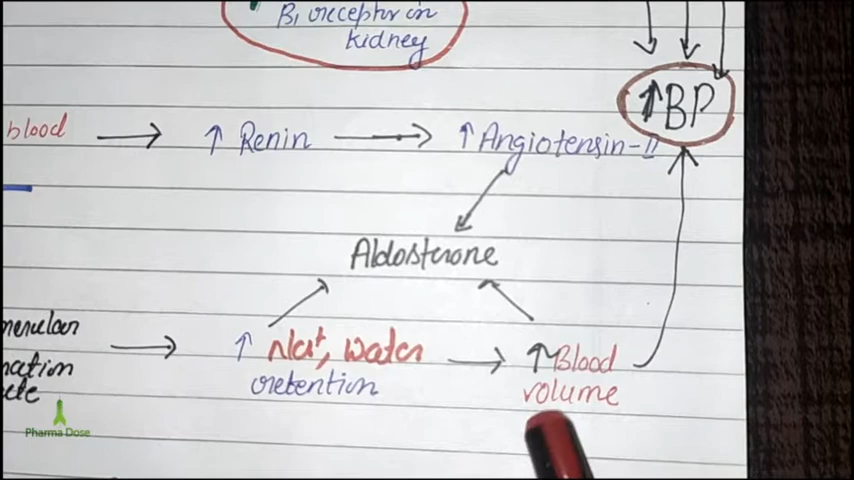 B₁ receptor in
kidney
↑BP
blood → ↑ Renin → ↑ Angiotensin-II
Aldosterone
→ ↑ Na⁺, Water → ↑ Blood
retention volume
Pharma Dose